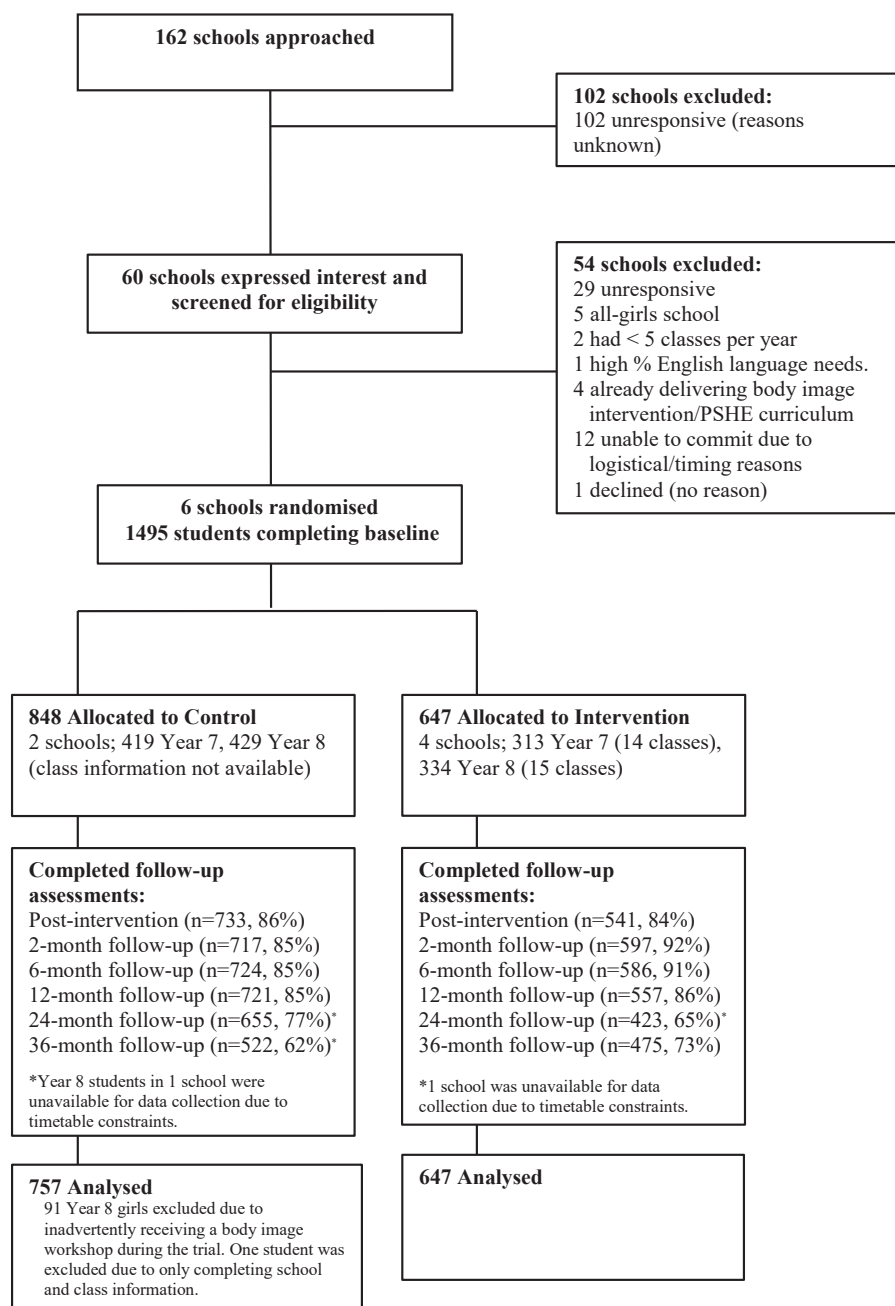 162 schools approached
102 schools excluded:
102 unresponsive (reasons
unknown)
60 schools expressed interest and
screened for eligibility
54 schools excluded:
29 unresponsive
5 all-girls school
2 had < 5 classes per year
1 high % English language needs.
4 already delivering body image
intervention/PSHE curriculum
12 unable to commit due to
logistical/timing reasons
1 declined (no reason)
6 schools randomised
1495 students completing baseline
848 Allocated to Control
2 schools; 419 Year 7, 429 Year 8
(class information not available)
647 Allocated to Intervention
4 schools; 313 Year 7 (14 classes),
334 Year 8 (15 classes)
Completed follow-up
assessments:
Post-intervention (n=733, 86%)
2-month follow-up (n=717, 85%)
6-month follow-up (n=724, 85%)
12-month follow-up (n=721, 85%)
24-month follow-up (n=655, 77%)*
36-month follow-up (n=522, 62%)*
*Year 8 students in 1 school were
unavailable for data collection due to
timetable constraints.
Completed follow-up
assessments:
Post-intervention (n=541, 84%)
2-month follow-up (n=597, 92%)
6-month follow-up (n=586, 91%)
12-month follow-up (n=557, 86%)
24-month follow-up (n=423, 65%)*
36-month follow-up (n=475, 73%)
*1 school was unavailable for data
collection due to timetable constraints.
757 Analysed
91 Year 8 girls excluded due to
inadvertently receiving a body image
workshop during the trial. One student was
excluded due to only completing school
and class information.
647 Analysed